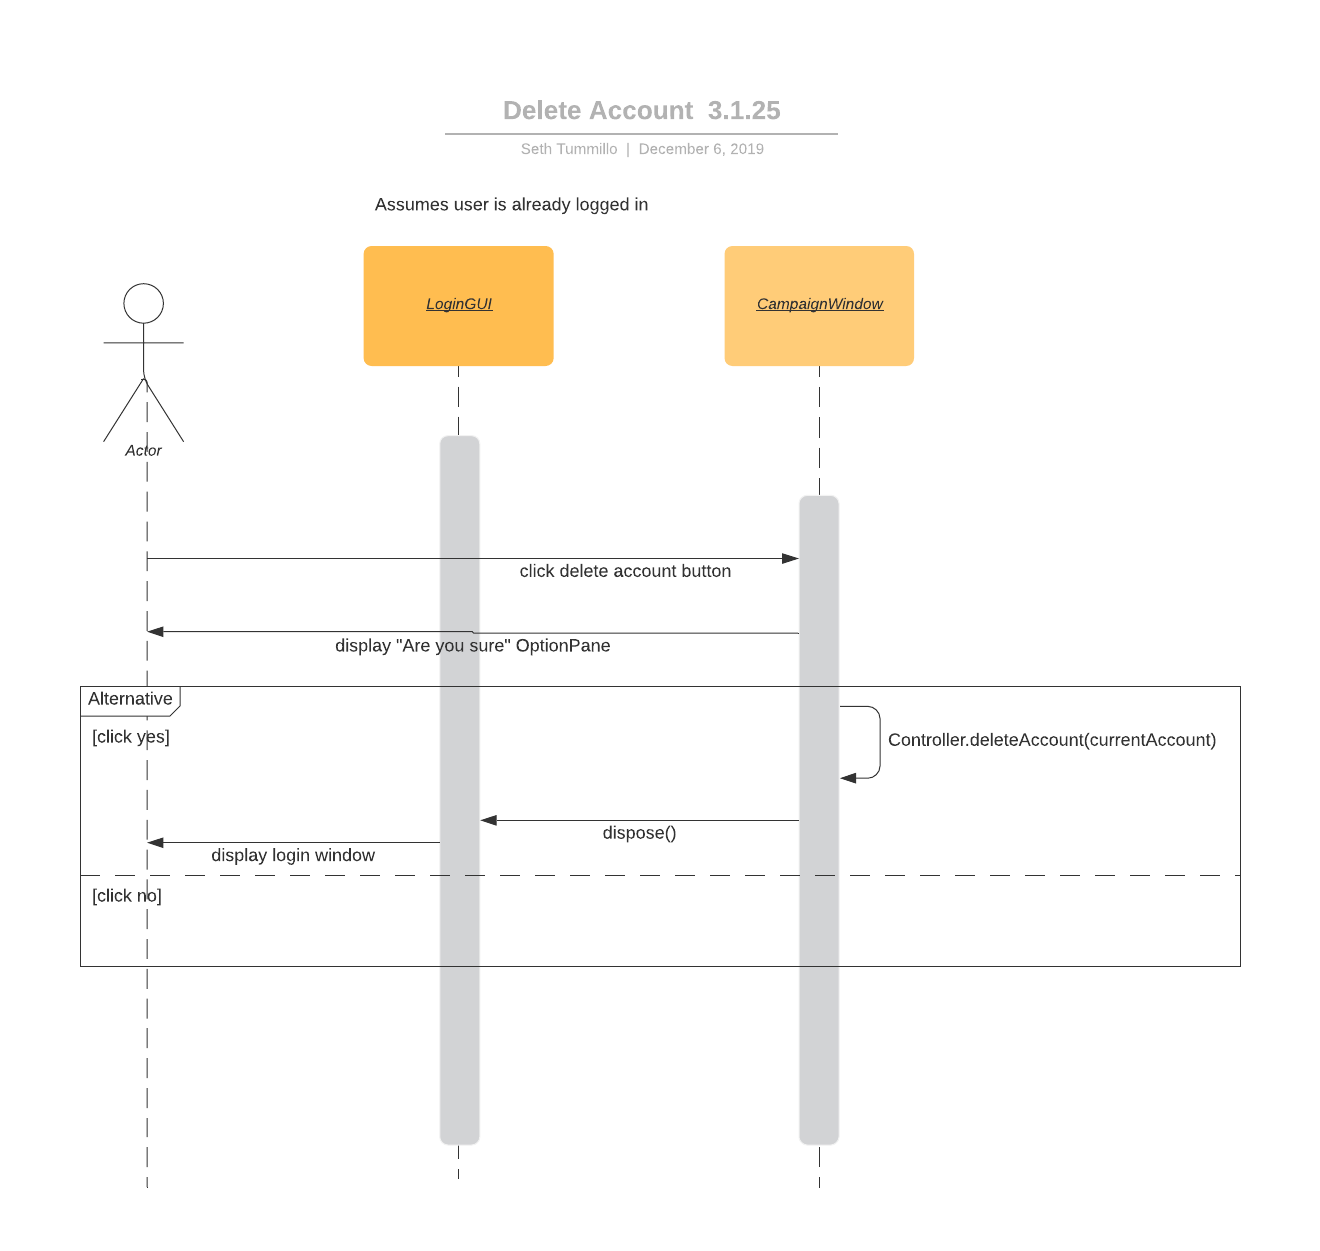 Delete Account  3.1.25
Seth Tummillo  |  December 6, 2019
Assumes user is already logged in
LoginGUI
CampaignWindow
Actor
click delete account button
display "Are you sure" OptionPane
Alternative
[click yes]
Controller.deleteAccount(currentAccount)
dispose()
display login window
[click no]